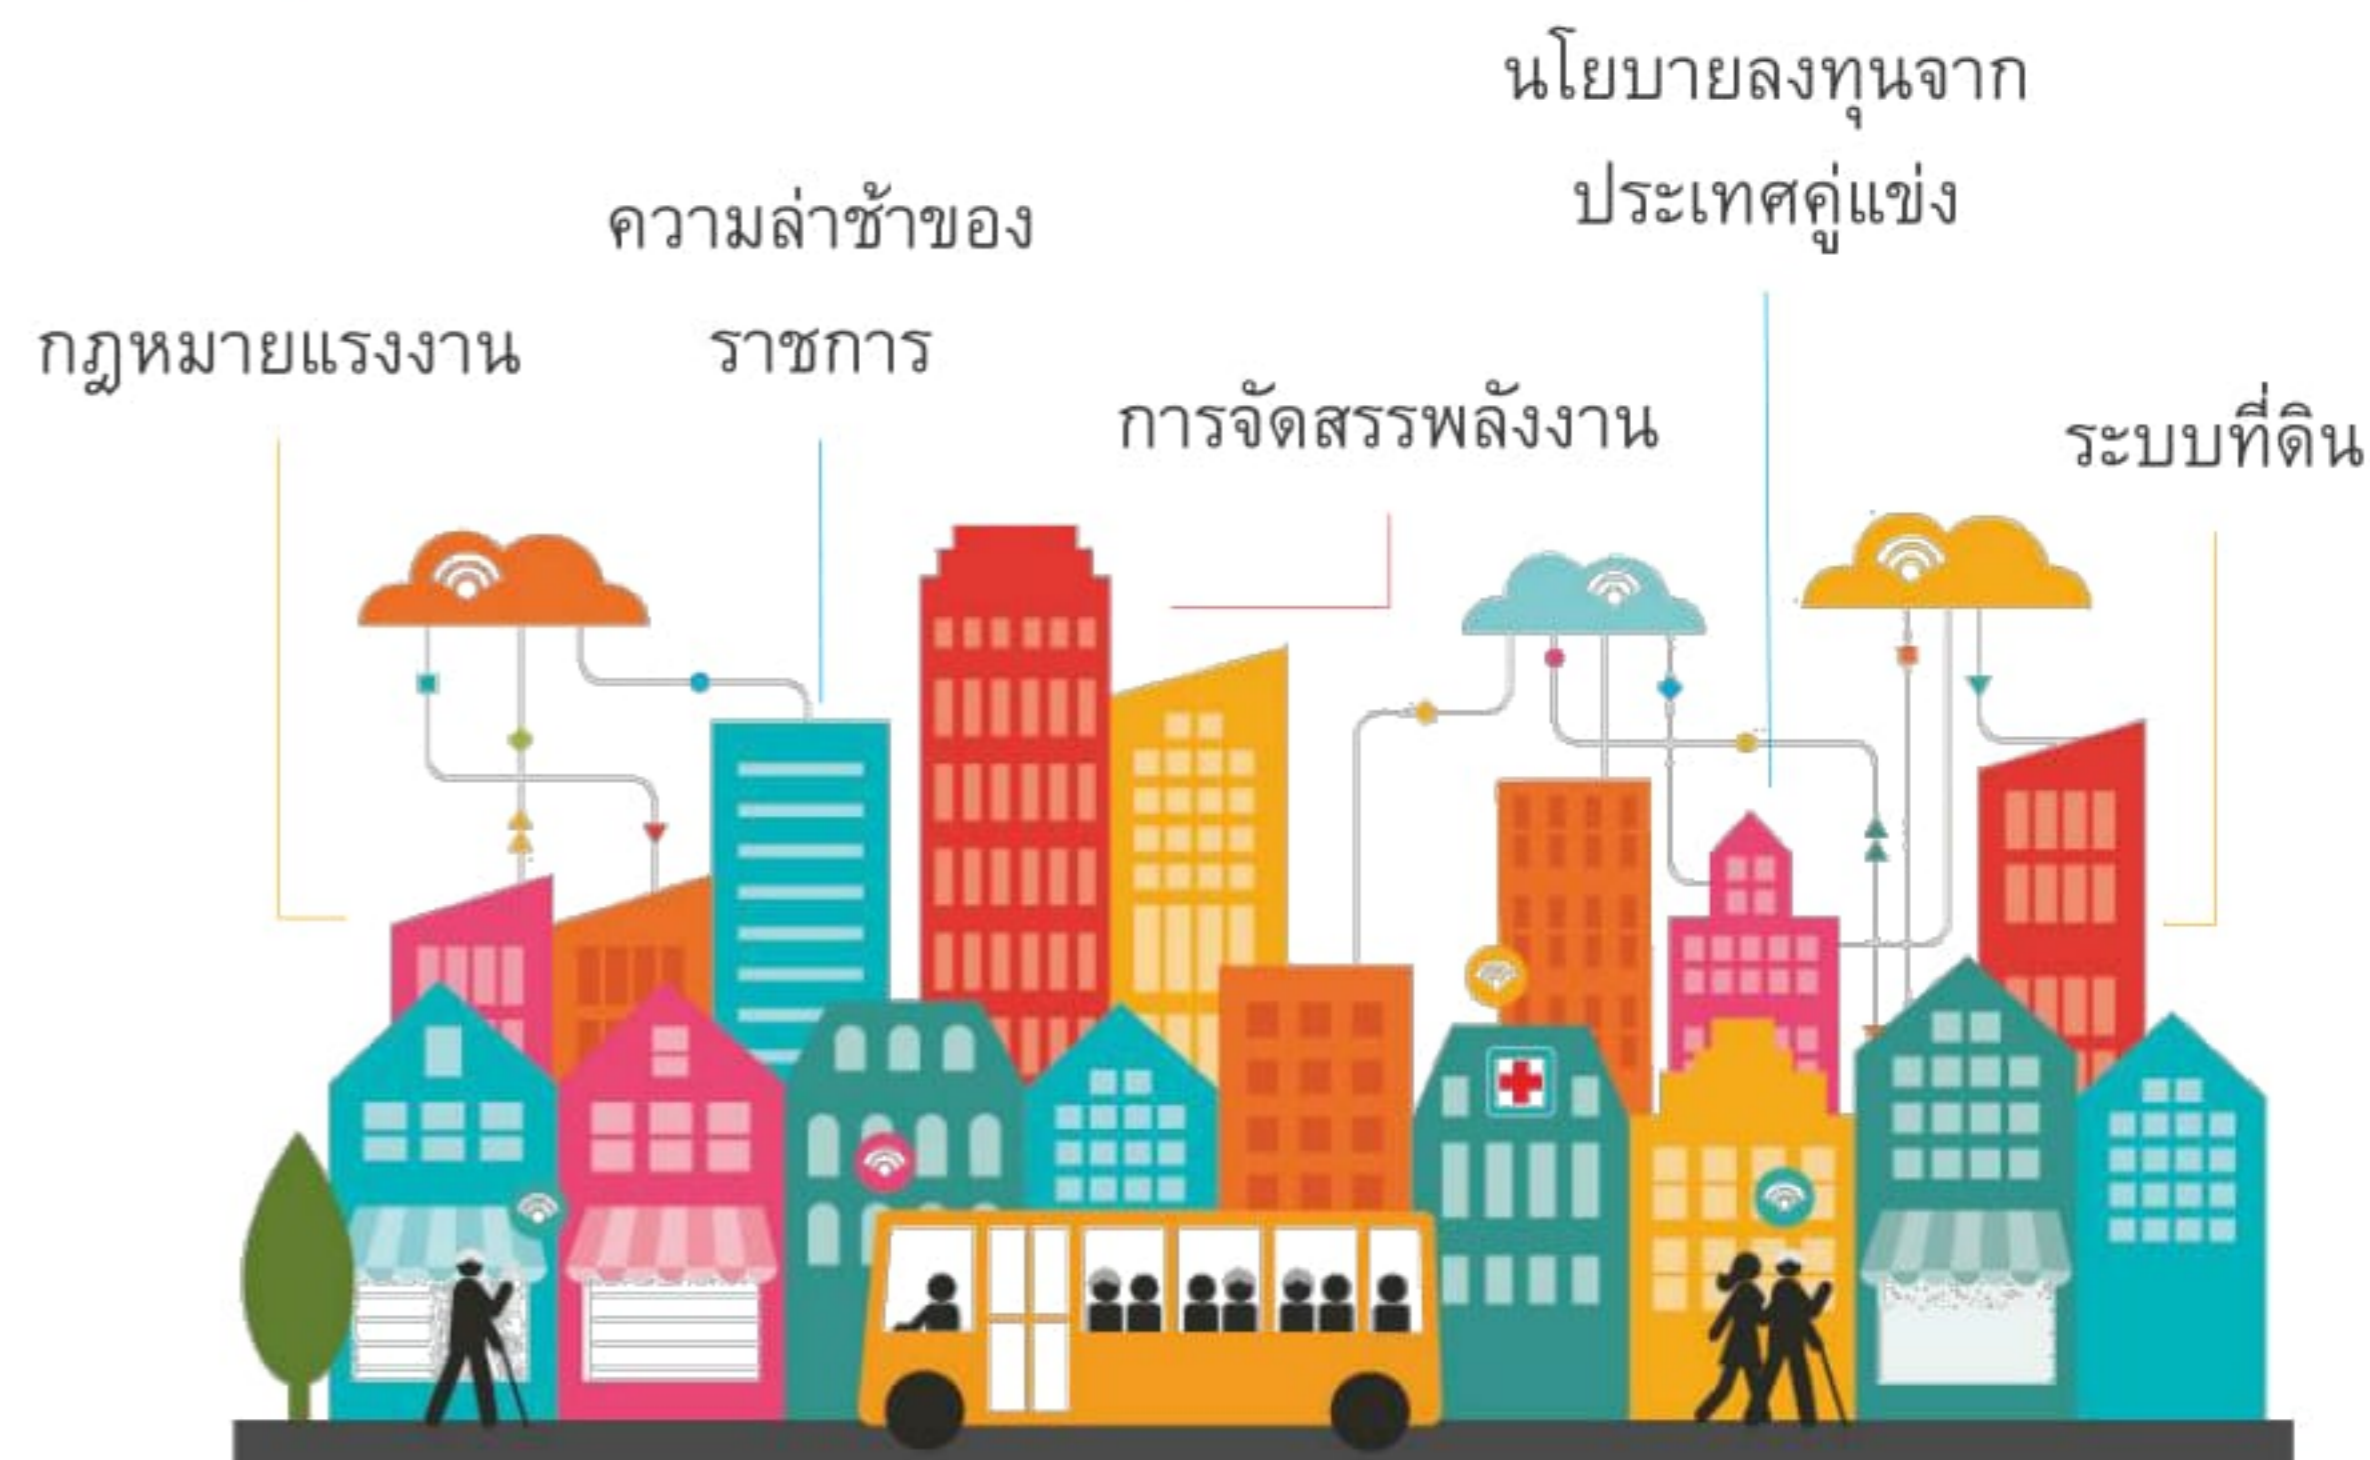 นโยบายลงทุนจาก
ประเทศคู่แข่ง
ความล่าช้าของ
ราชการ
กฎหมายแรงงาน
การจัดสรรพลังงาน
ระบบที่ดิน